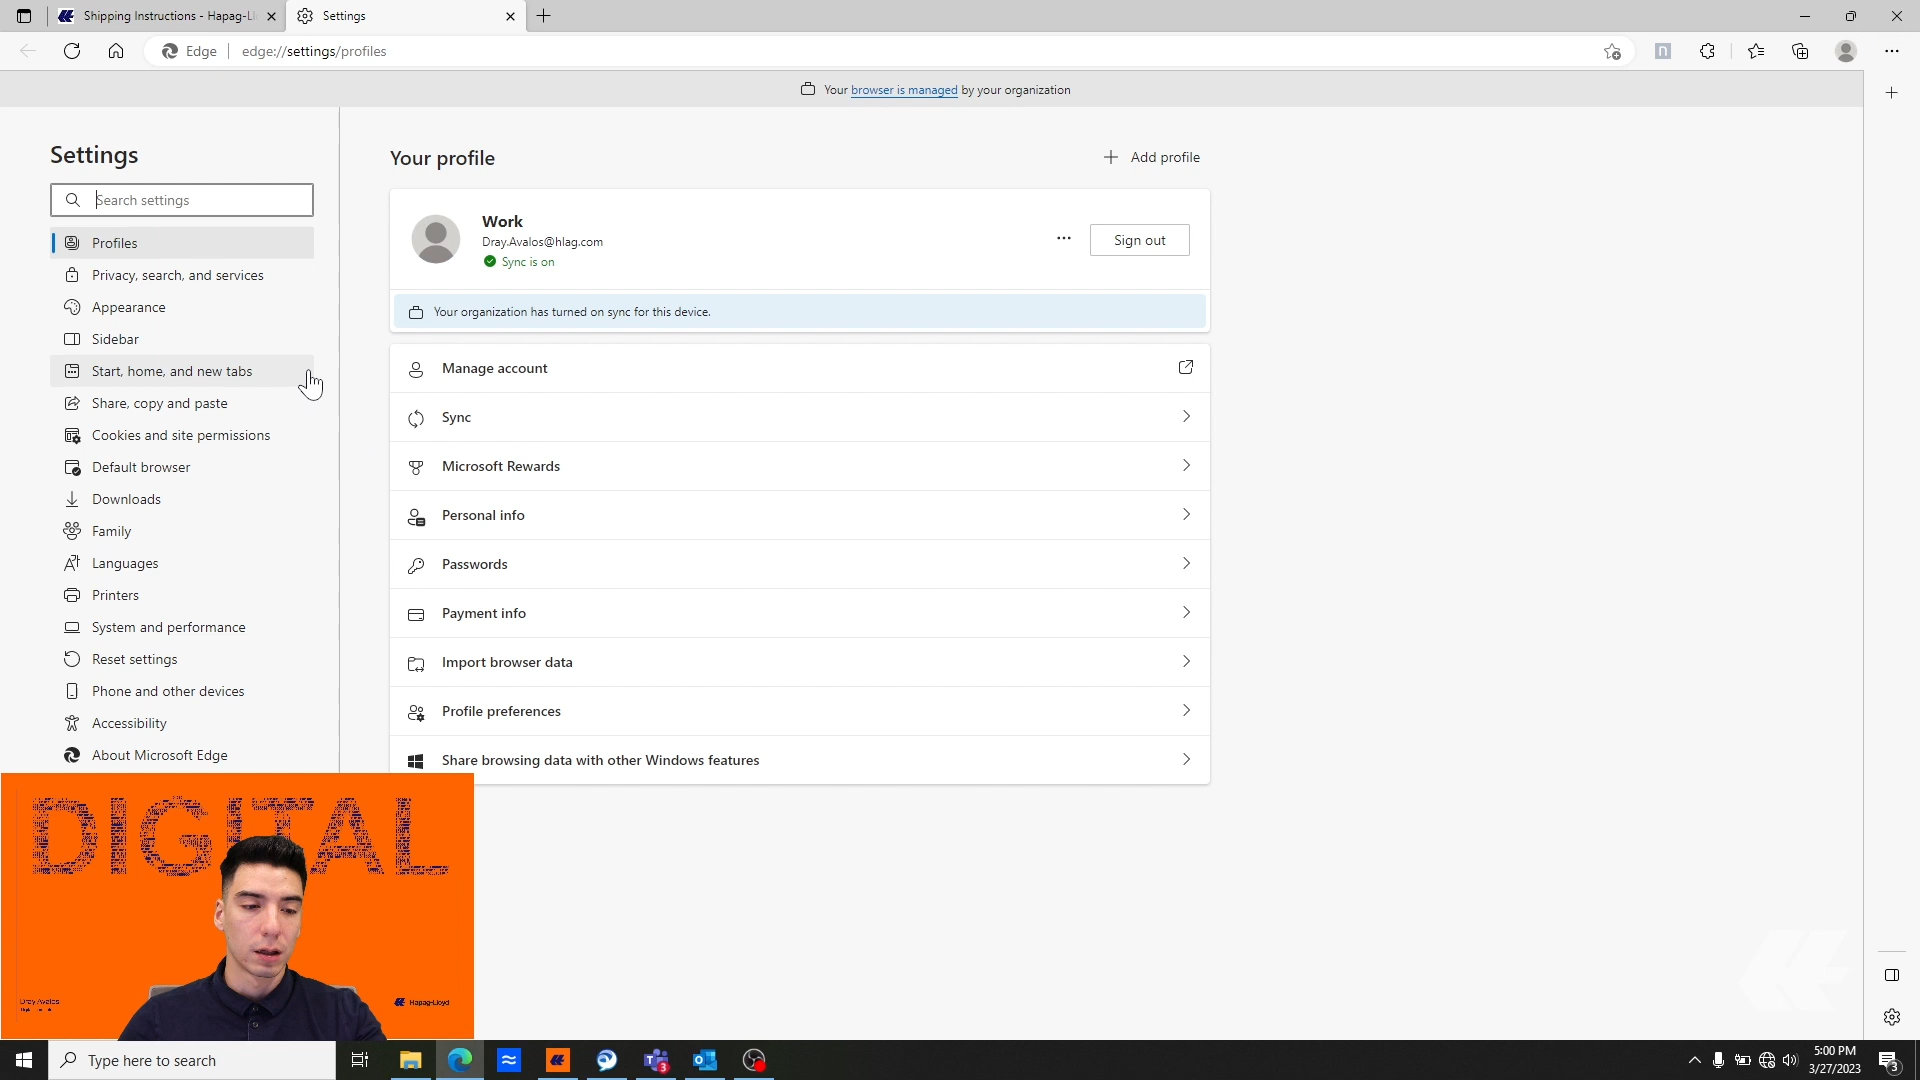 Shipping Instructions - Hapag-Ll
Settings
Edge
edge://settings/profiles
Your browser is managed by your organization
Settings
Search settings
Profiles
Privacy, search, and services
Appearance
Sidebar
Start, home, and new tabs
Share, copy and paste
Cookies and site permissions
Default browser
Downloads
Family
Languages
Printers
System and performance
Reset settings
Phone and other devices
Accessibility
About Microsoft Edge
Your profile
Add profile
Work
Dray.Avalos@hlag.com
Sync is on
Sign out
Your organization has turned on sync for this device.
Manage account
Sync
Microsoft Rewards
Personal info
Passwords
Payment info
Import browser data
Profile preferences
Share browsing data with other Windows features
DIGITAL
Dray Avalos
Hapag-Lloyd
Type here to search
5:00 PM
3/27/2023
3
3